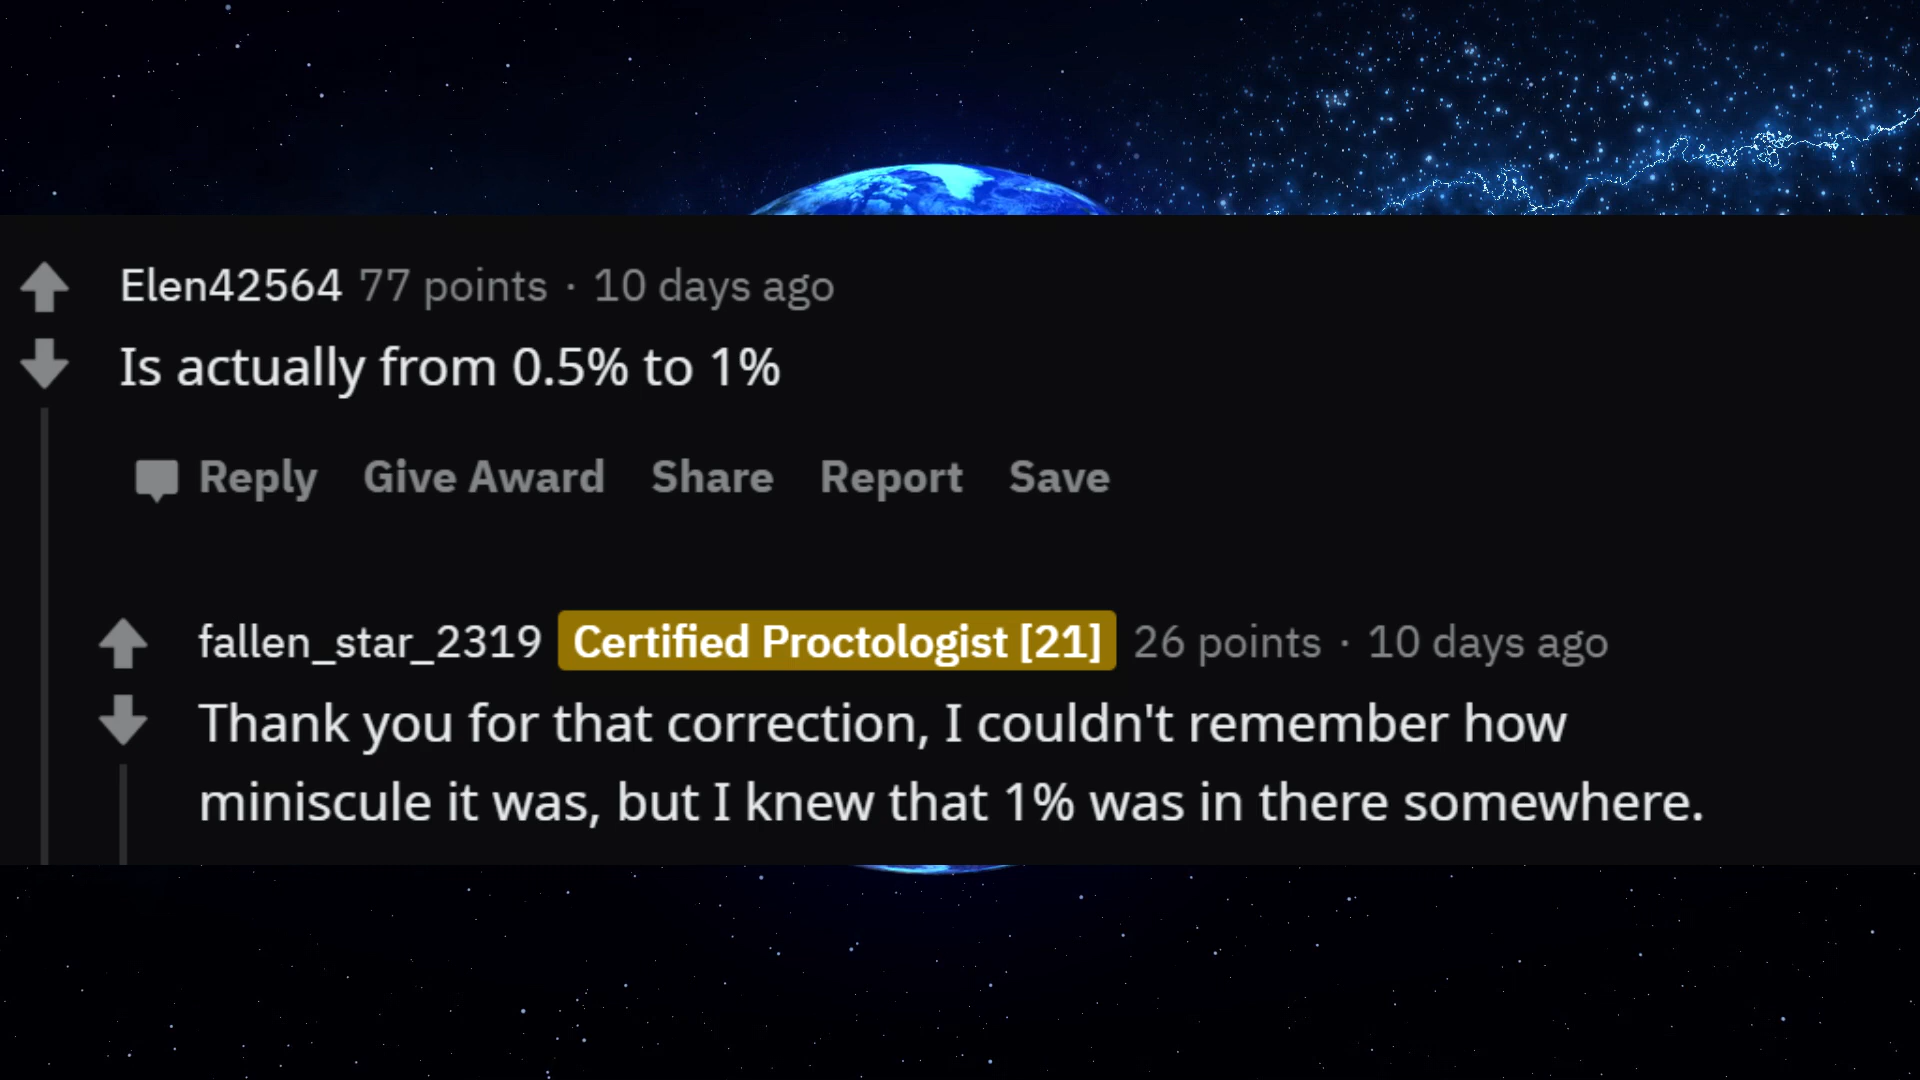 Elen42564 77 points · 10 days ago
Is actually from 0.5% to 1%
Reply Give Award Share Report Save
fallen_star_2319 Certified Proctologist [21] 26 points · 10 days ago
Thank you for that correction, I couldn't remember how
miniscule it was, but I knew that 1% was in there somewhere.